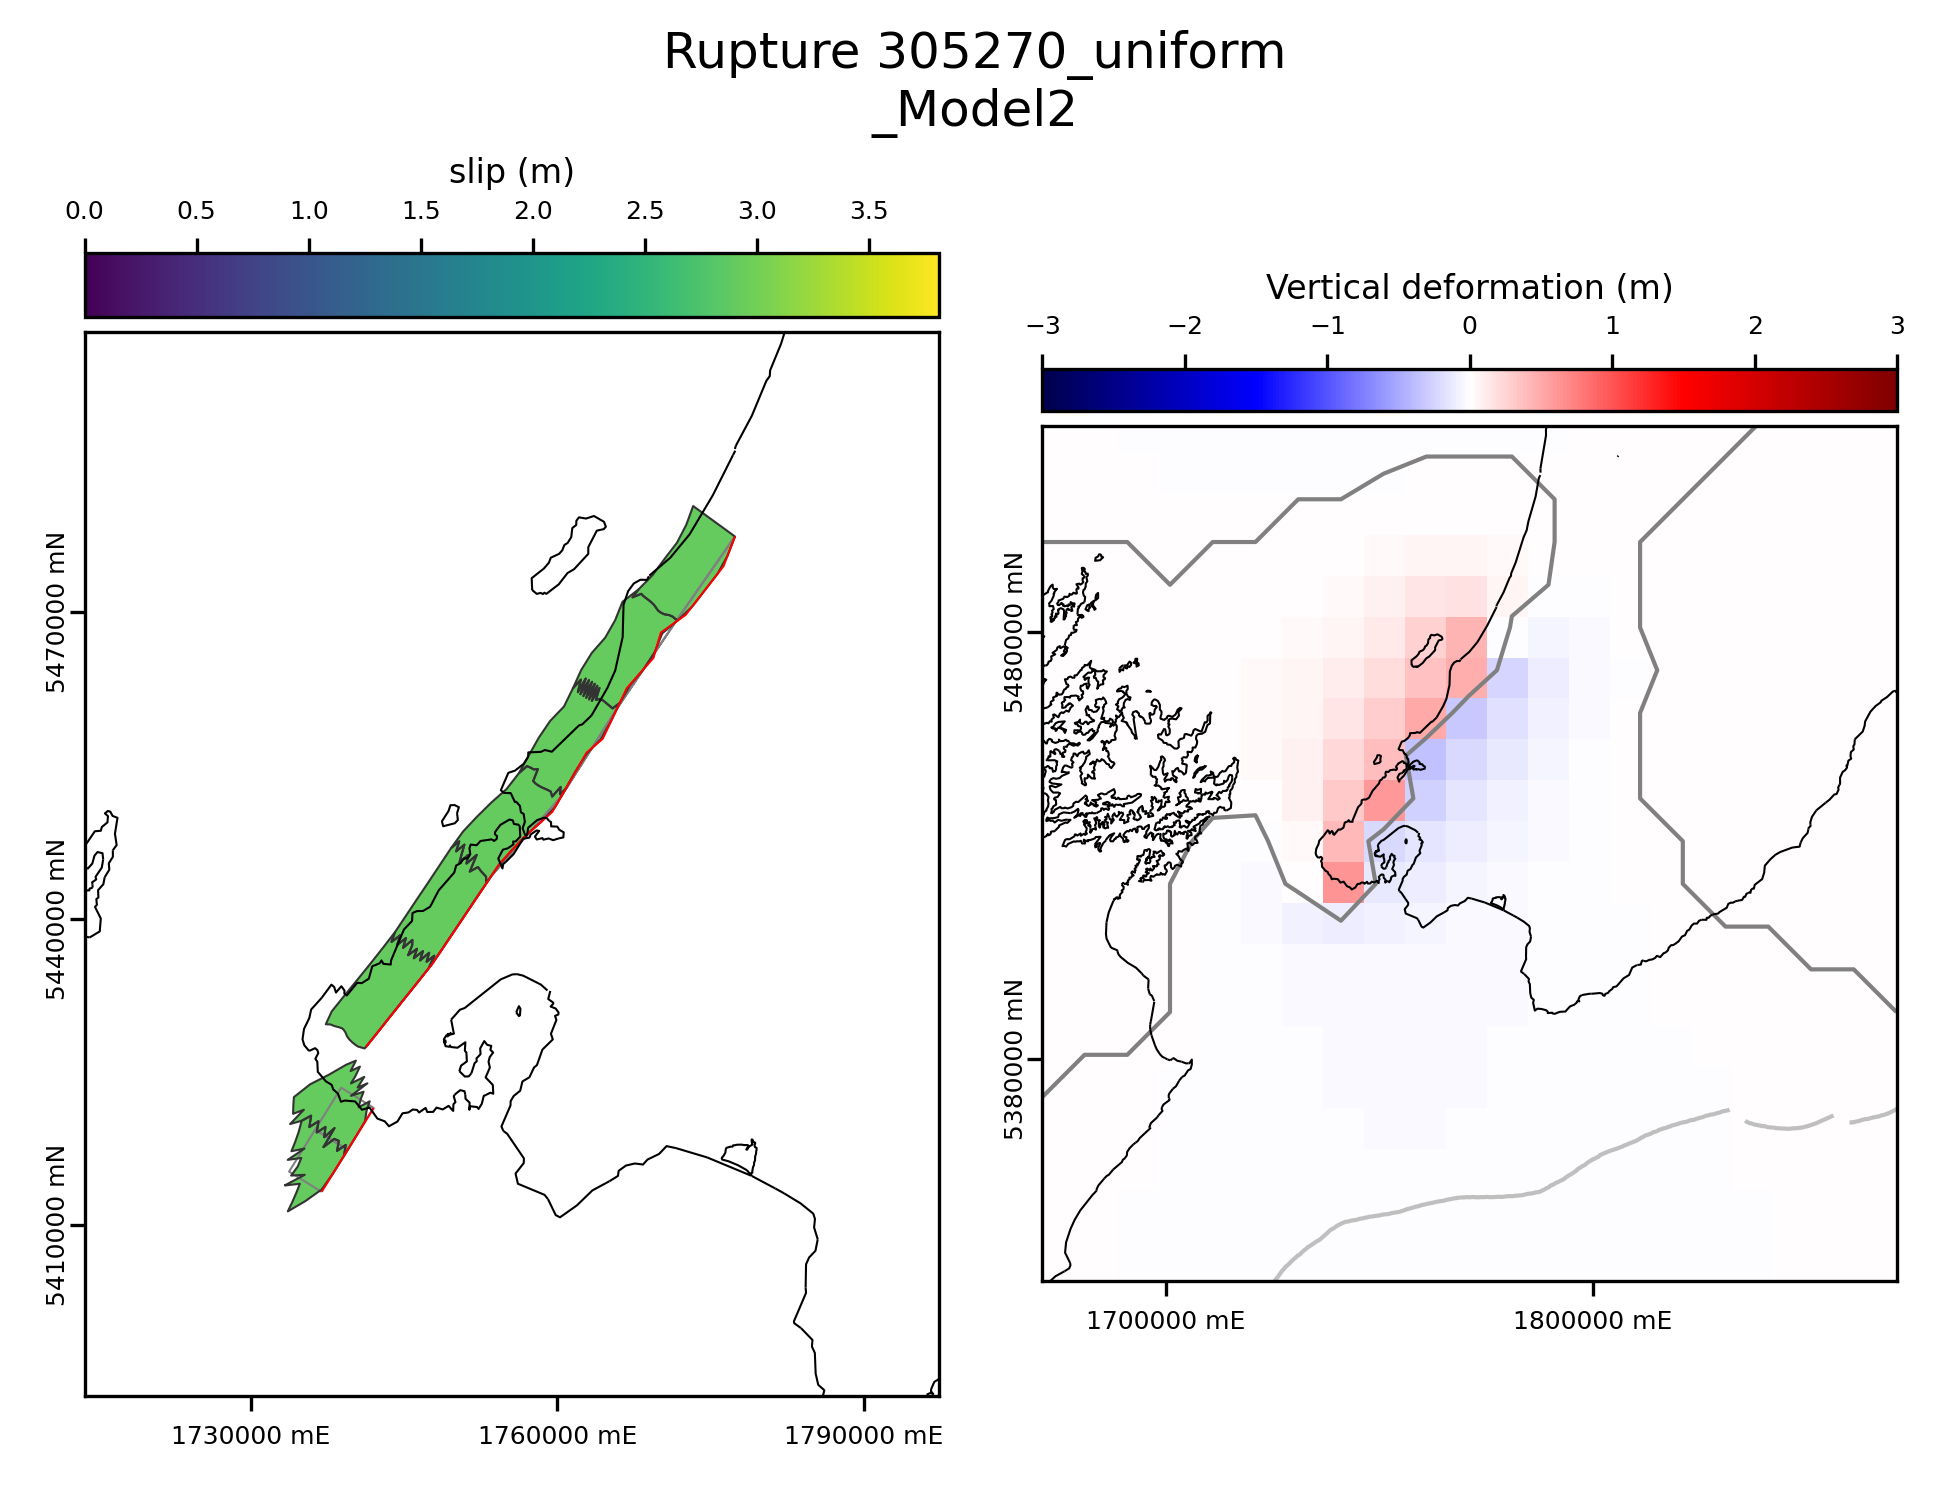 Rupture 305270_uniform
_Model2
slip (m)
0.0 0.5 1.0 1.5 2.0 2.5 3.0 3.5
5470000 mN
5440000 mN
5410000 mN
1730000 mE 1760000 mE 1790000 mE
Vertical deformation (m)
−3 −2 −1 0 1 2 3
5480000 mN
5380000 mN
1700000 mE 1800000 mE